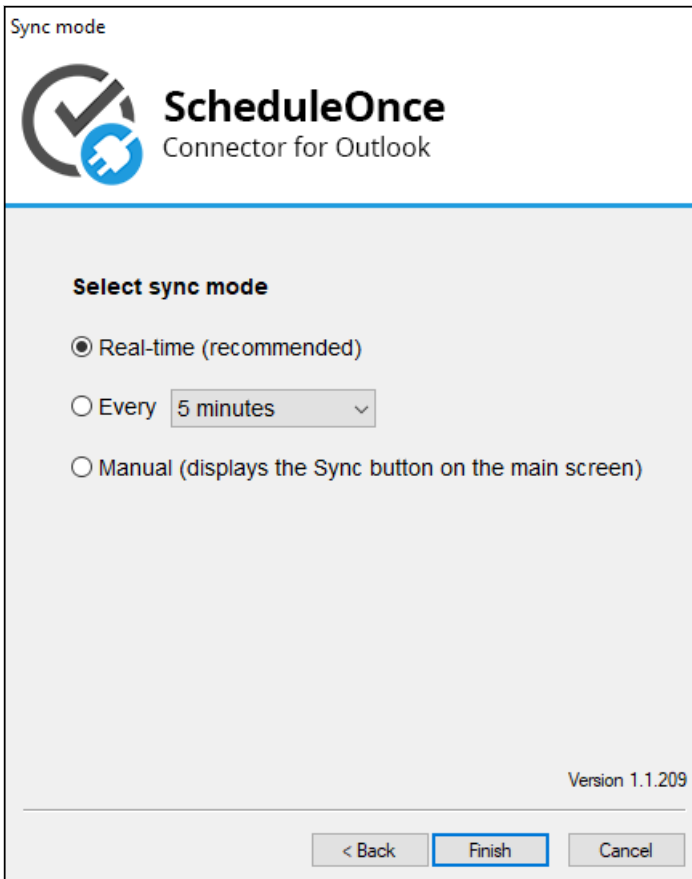 Sync mode
ScheduleOnce
Connector for Outlook
Select sync mode
Real-time (recommended)
Every 5 minutes
Manual (displays the Sync button on the main screen)
Version 1.1.209
< Back Finish Cancel